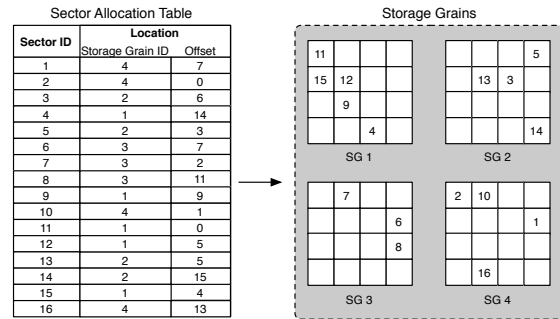 Sector Allocation Table
Sector ID Location
Storage Grain ID Offset
1 4 7
2 4 0
3 2 6
4 1 14
5 2 3
6 3 7
7 3 2
8 3 11
9 1 9
10 4 1
11 1 0
12 1 5
13 2 5
14 2 15
15 1 4
16 4 13
Storage Grains
11
15 12
9
4
SG 1
5
13 3
14
SG 2
7
6
8
SG 3
2 10
1
16
SG 4